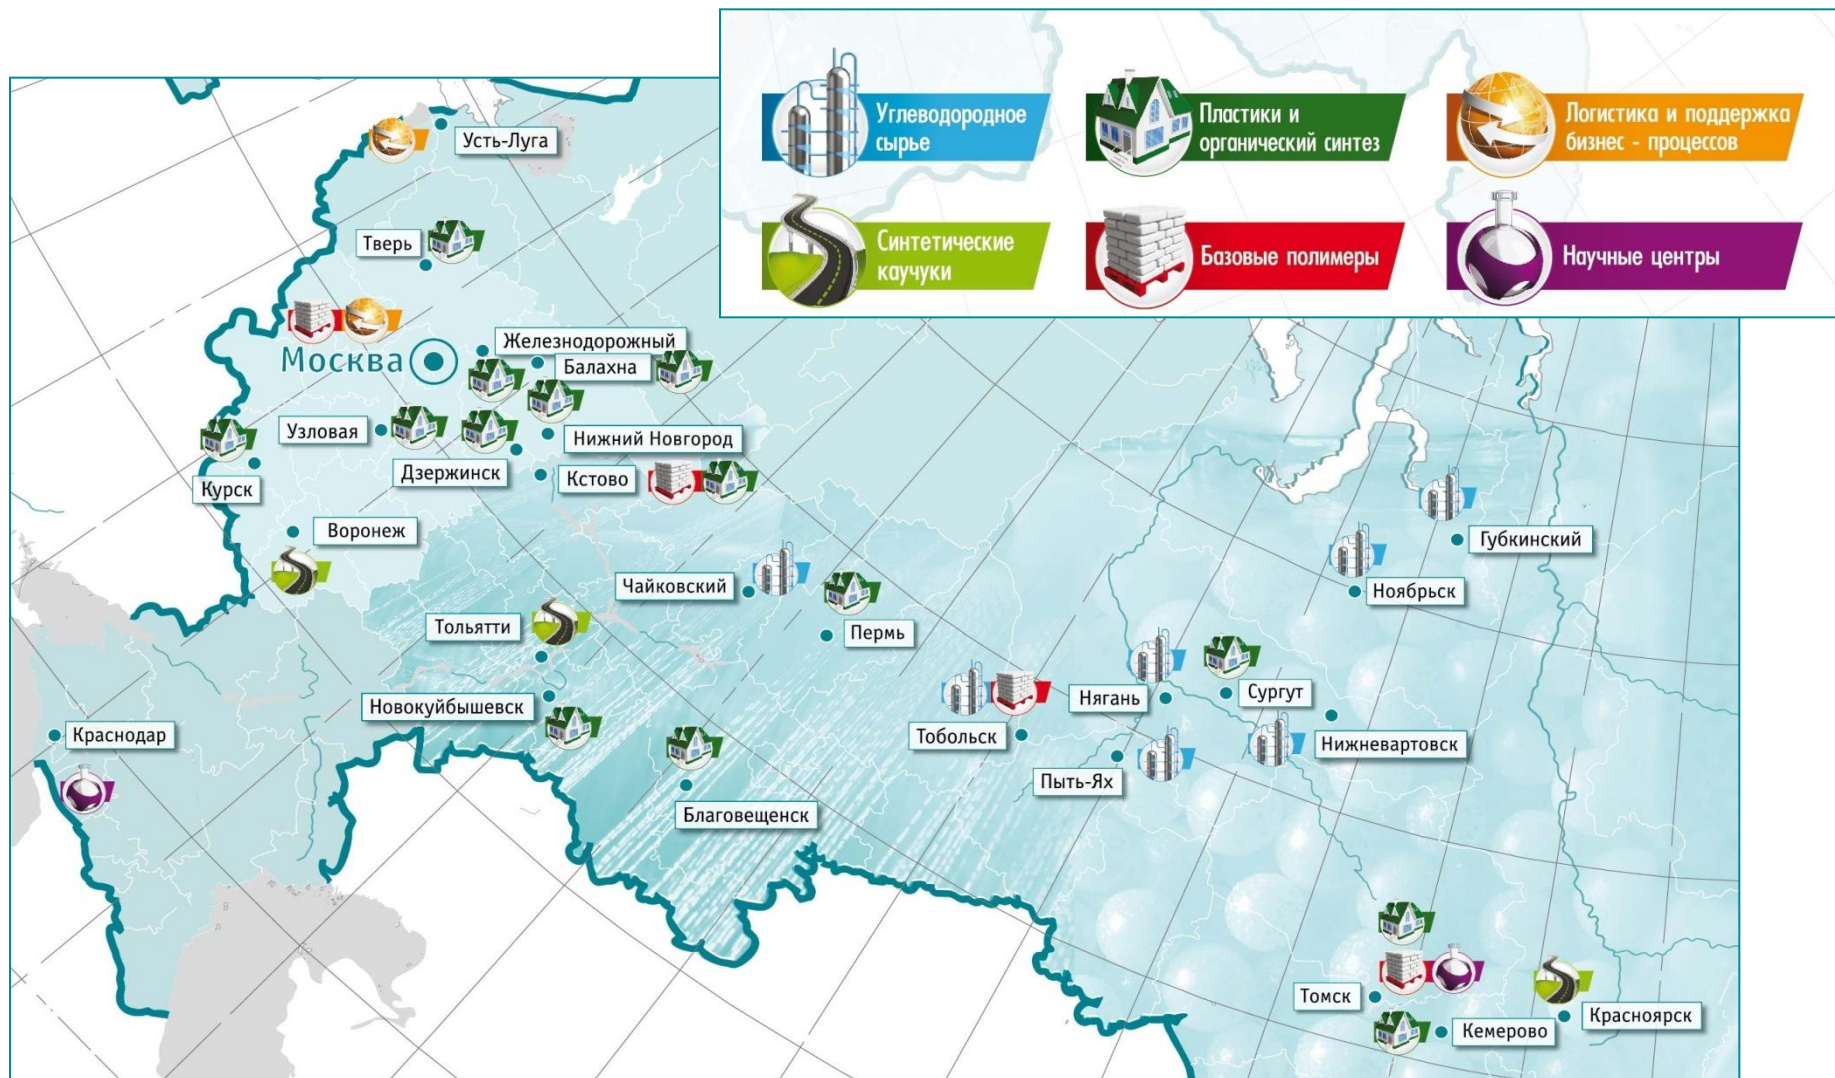 Углеводородное
сырье
Пластики и
органический синтез
Логистика и поддержка
бизнес - процессов
Синтетические
каучуки
Базовые полимеры
Научные центры
Усть-Луга
Тверь
Москва
Железнодорожный
Балахна
Узловая
Нижний Новгород
Дзержинск
Кстово
Курск
Воронеж
Чайковский
Пермь
Тольятти
Новокуйбышевск
Краснодар
Благовещенск
Губкинский
Ноябрьск
Нягань
Сургут
Тобольск
Нижневартовск
Пыть-Ях
Томск
Кемерово
Красноярск